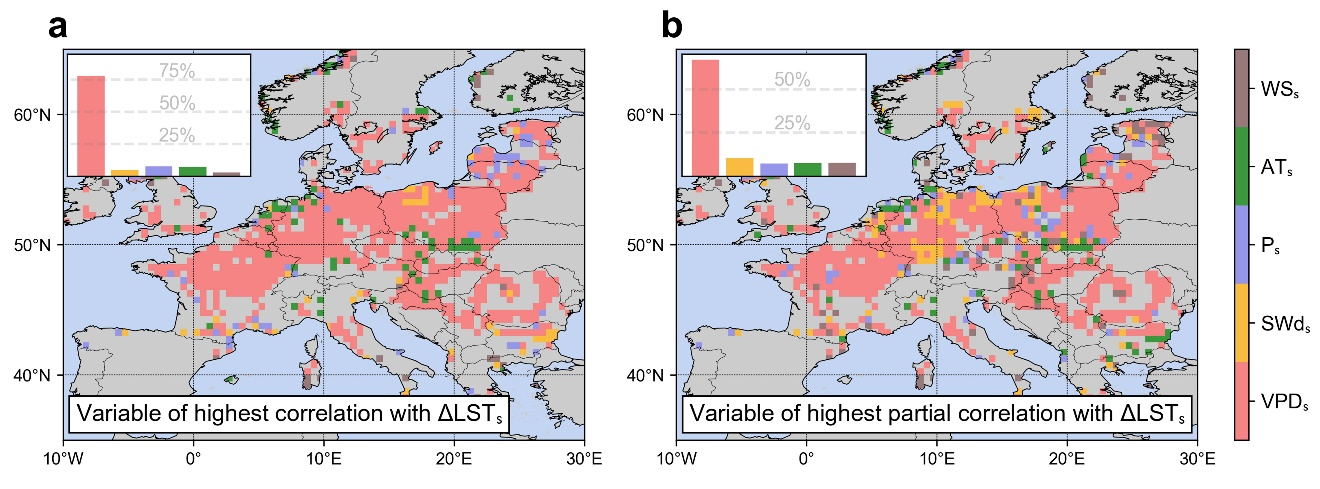 a
b
75%
50%
25%
50%
25%
60°N
50°N
40°N
60°N
50°N
40°N
10°W 0° 10°E 20°E 30°E
10°W 0° 10°E 20°E 30°E
Variable of highest correlation with ΔLSTₛ
Variable of highest partial correlation with ΔLSTₛ
WSₛ
ATₛ
Pₛ
SWdₛ
VPDₛ